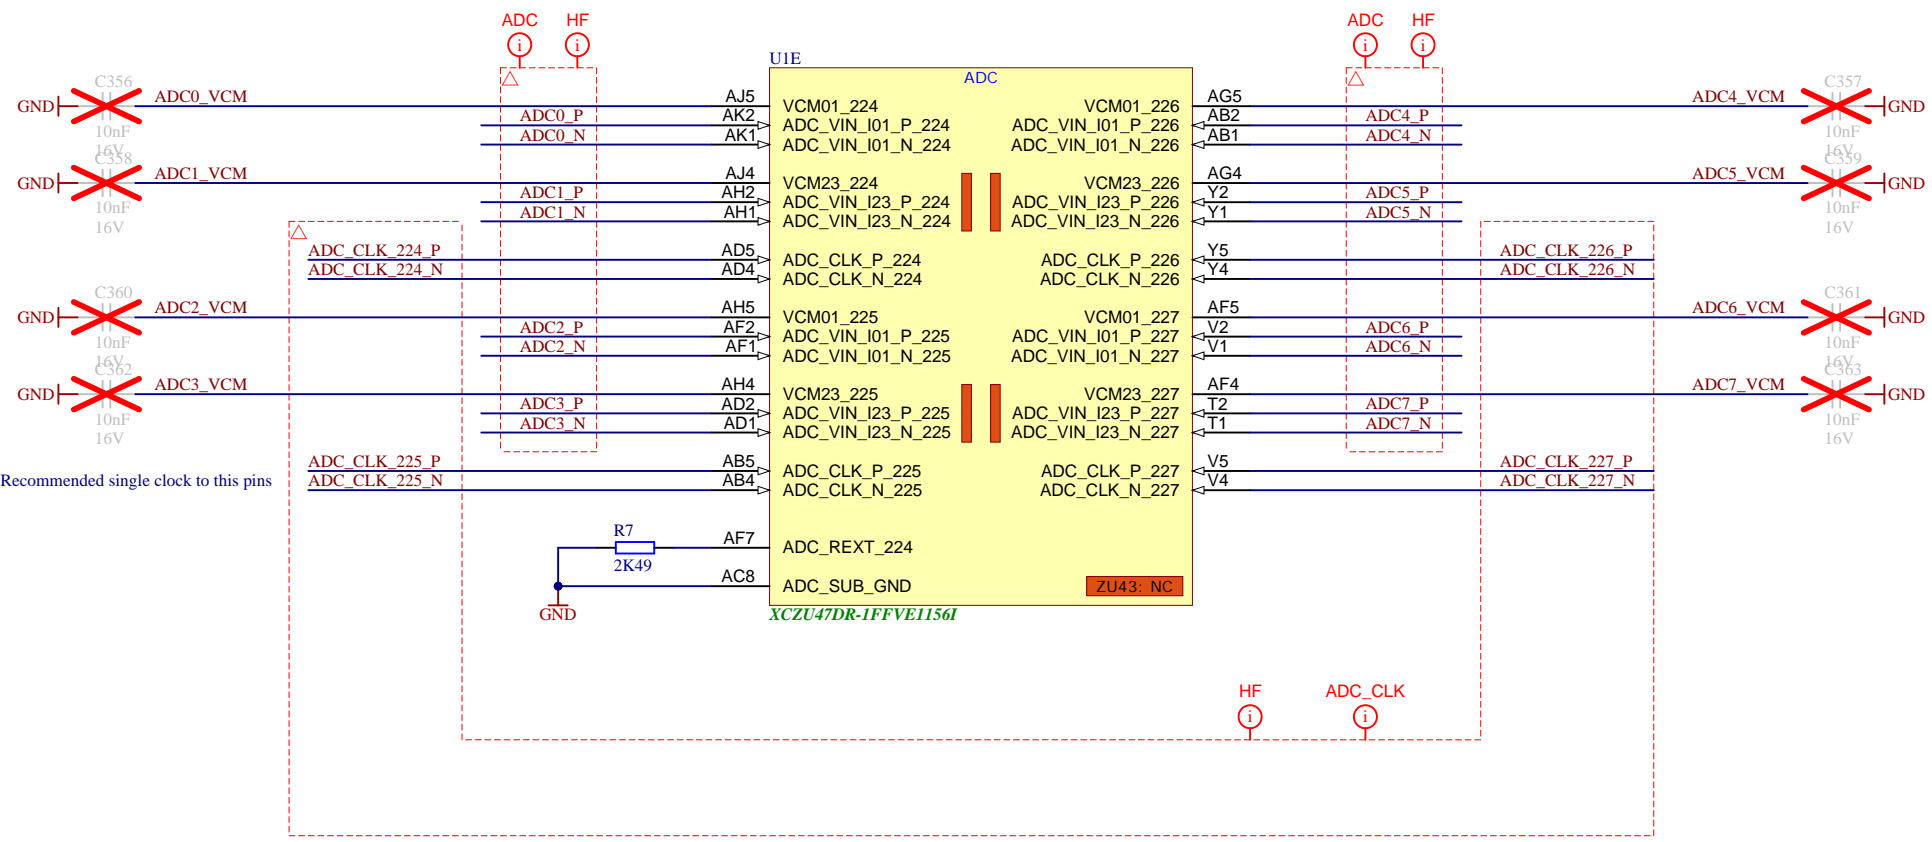 ADC HF
ADC HF
U1E
ADC
C356
GND
10nF
16V
ADC0_VCM
AJ5
VCM01_224
ADC0_P
AK2
ADC_VIN_I01_P_224
ADC0_N
AK1
ADC_VIN_I01_N_224
C358
GND
10nF
16V
ADC1_VCM
AJ4
VCM23_224
ADC1_P
AH2
ADC_VIN_I23_P_224
ADC1_N
AH1
ADC_VIN_I23_N_224
ADC_CLK_224_P
AD5
ADC_CLK_P_224
ADC_CLK_224_N
AD4
ADC_CLK_N_224
C360
GND
10nF
16V
ADC2_VCM
AH5
VCM01_225
ADC2_P
AF2
ADC_VIN_I01_P_225
ADC2_N
AF1
ADC_VIN_I01_N_225
C362
GND
10nF
16V
ADC3_VCM
AH4
VCM23_225
ADC3_P
AD2
ADC_VIN_I23_P_225
ADC3_N
AD1
ADC_VIN_I23_N_225
Recommended single clock to this pins
ADC_CLK_225_P
AB5
ADC_CLK_P_225
ADC_CLK_225_N
AB4
ADC_CLK_N_225
R7
2K49
AF7
ADC_REXT_224
AC8
ADC_SUB_GND
GND
VCM01_226
AG5
ADC4_VCM
C357
GND
10nF
16V
ADC_VIN_I01_P_226
AB2
ADC4_P
ADC_VIN_I01_N_226
AB1
ADC4_N
VCM23_226
AG4
ADC5_VCM
C359
GND
10nF
16V
ADC_VIN_I23_P_226
Y2
ADC5_P
ADC_VIN_I23_N_226
Y1
ADC5_N
ADC_CLK_P_226
Y5
ADC_CLK_226_P
ADC_CLK_N_226
Y4
ADC_CLK_226_N
VCM01_227
AF5
ADC6_VCM
C361
GND
10nF
16V
ADC_VIN_I01_P_227
V2
ADC6_P
ADC_VIN_I01_N_227
V1
ADC6_N
VCM23_227
AF4
ADC7_VCM
C363
GND
10nF
16V
ADC_VIN_I23_P_227
T2
ADC7_P
ADC_VIN_I23_N_227
T1
ADC7_N
ADC_CLK_P_227
V5
ADC_CLK_227_P
ADC_CLK_N_227
V4
ADC_CLK_227_N
ZU43: NC
XCZU47DR-1FFVE1156I
HF ADC_CLK